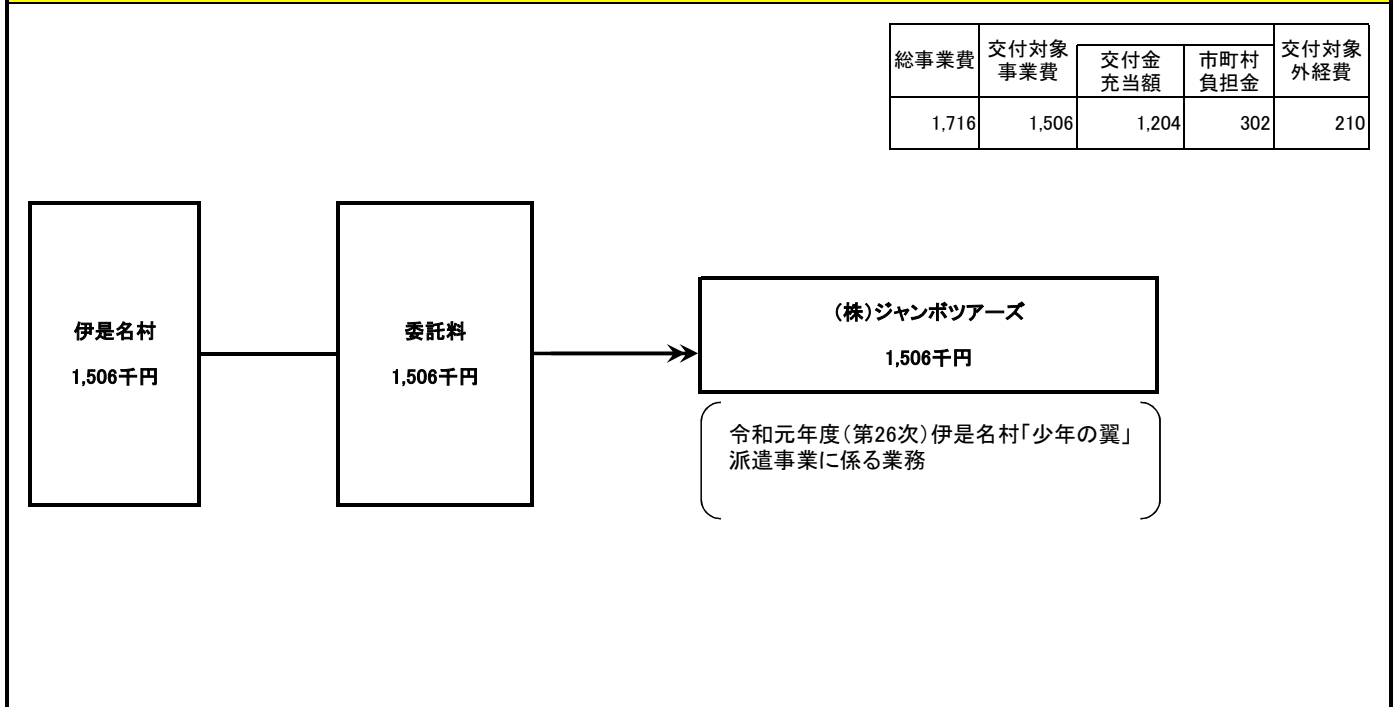 総事業費
交付対象
事業費
交付金
充当額
市町村
負担金
交付対象
外経費
1,716
1,506
1,204
302
210
伊是名村
1,506千円
委託料
1,506千円
(株)ジャンボツアーズ
1,506千円
令和元年度(第26次)伊是名村「少年の翼」
派遣事業に係る業務